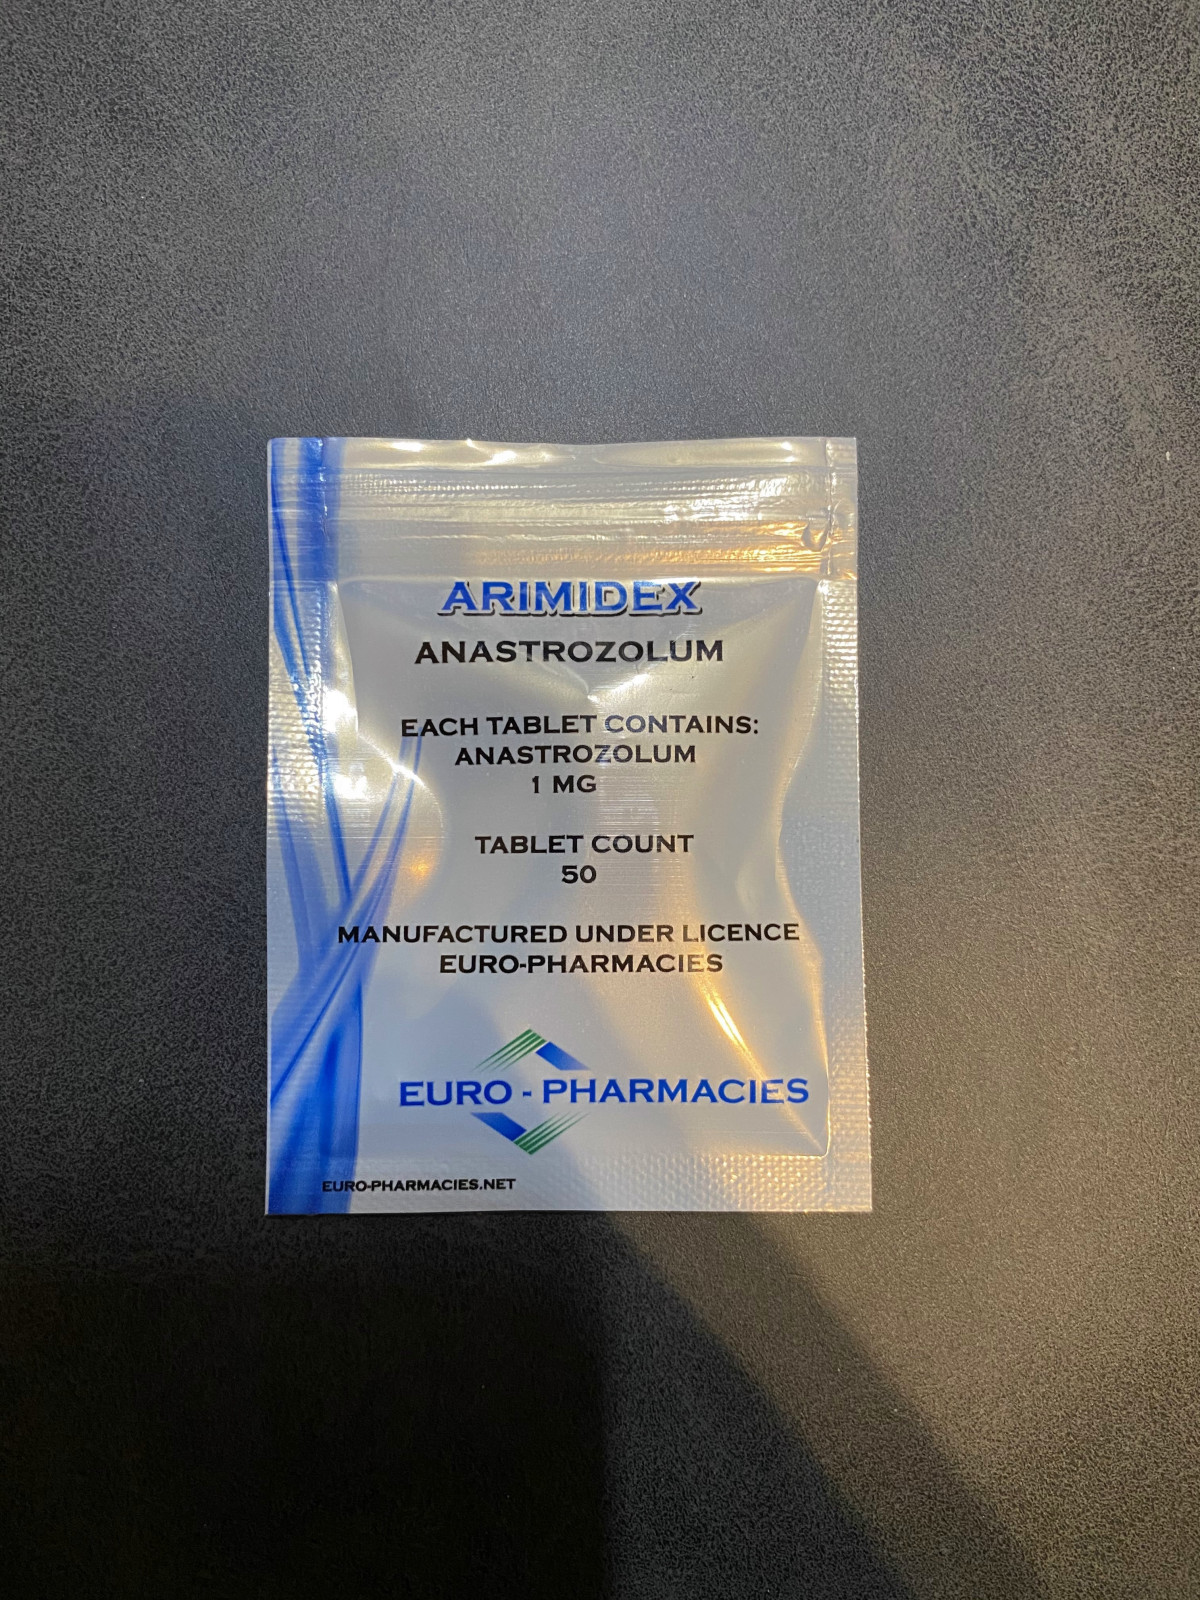 ARIMIDEX
ANASTROZOLUM
EACH TABLET CONTAINS:
ANASTROZOLUM
1 MG
TABLET COUNT
50
MANUFACTURED UNDER LICENCE
EURO-PHARMACIES
EURO - PHARMACIES
EURO-PHARMACIES.NET